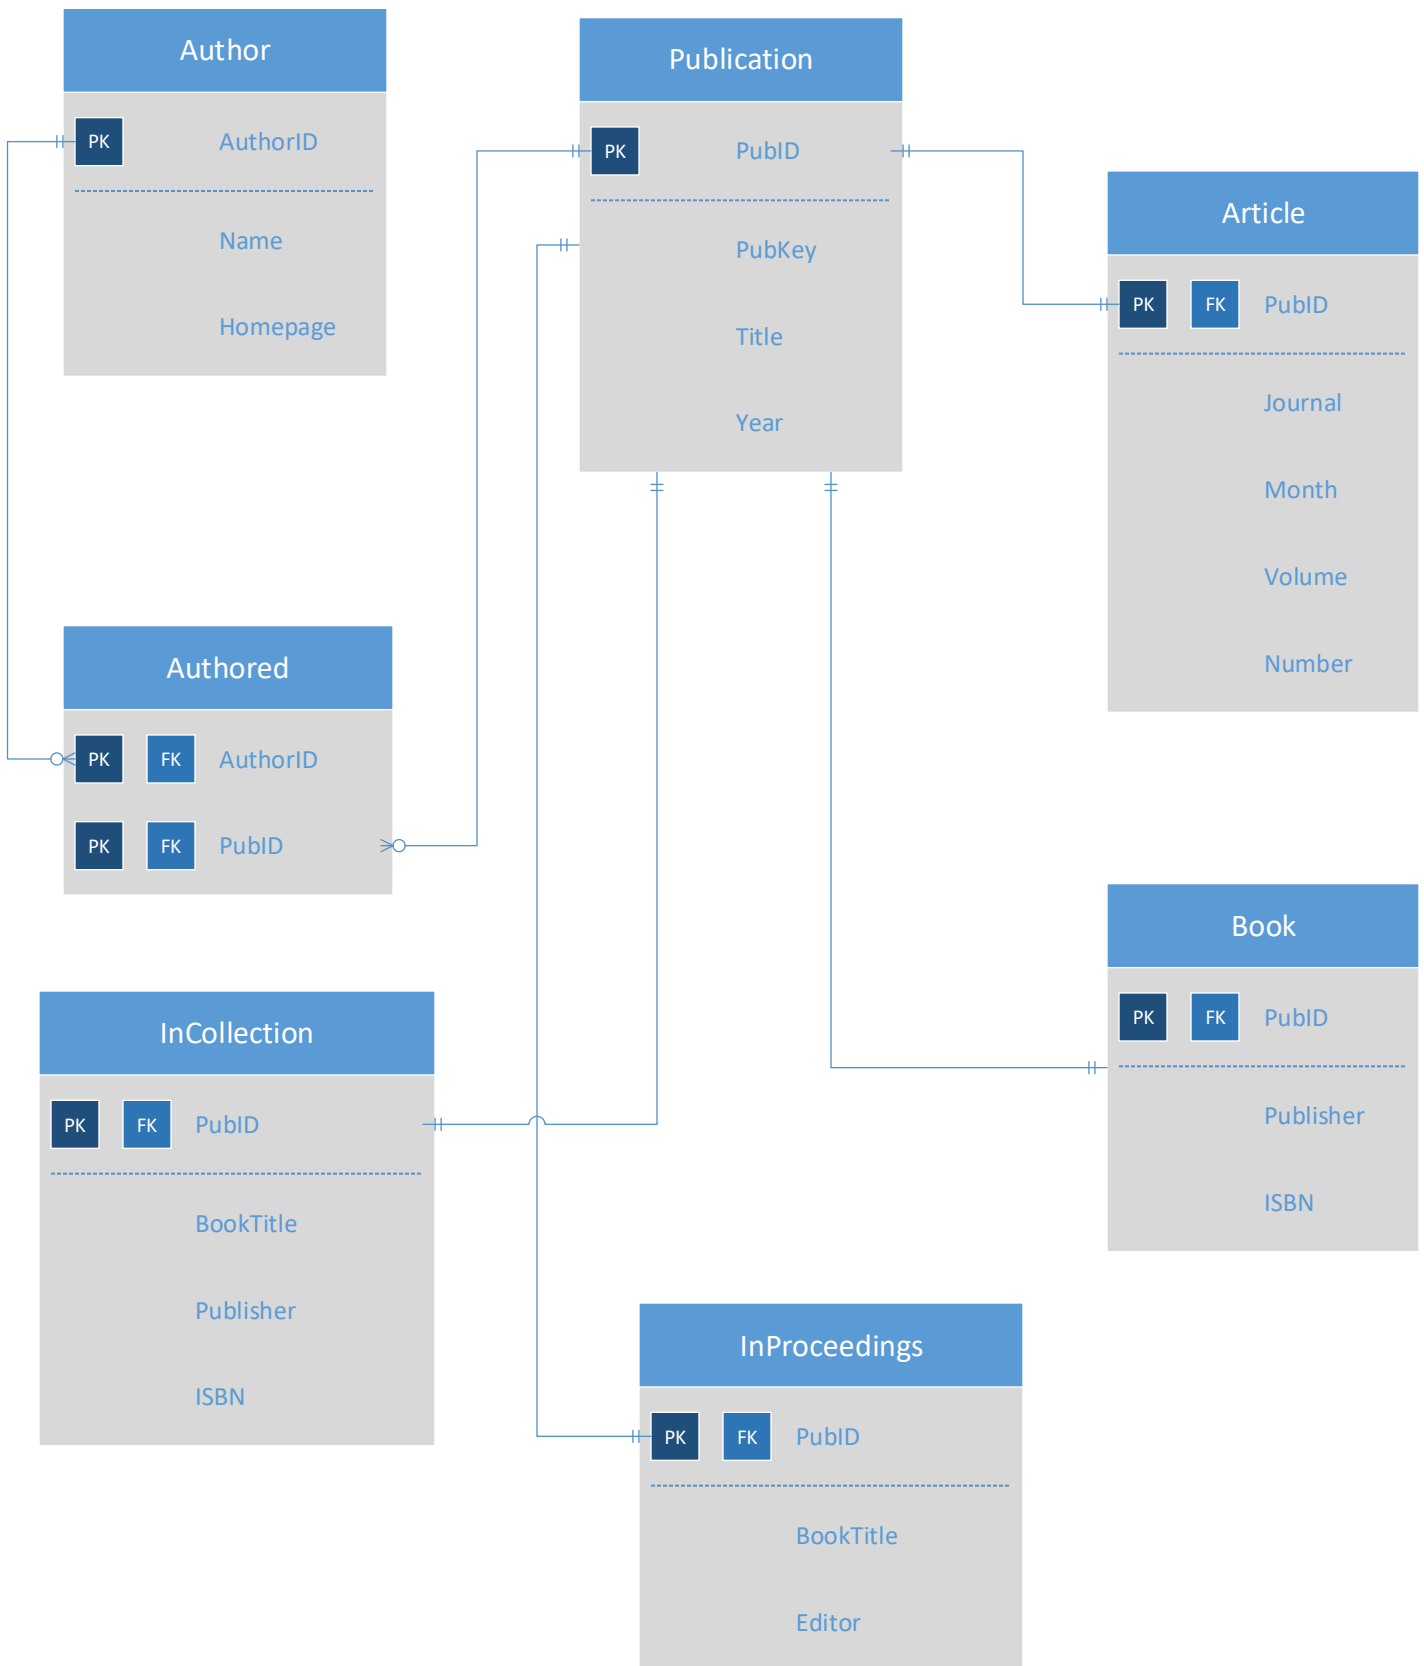 Author
PK AuthorID
Name
Homepage
Publication
PK PubID
PubKey
Title
Year
Article
PK FK PubID
Journal
Month
Volume
Number
Authored
PK FK AuthorID
PK FK PubID
Book
PK FK PubID
Publisher
ISBN
InCollection
PK FK PubID
BookTitle
Publisher
ISBN
InProceedings
PK FK PubID
BookTitle
Editor